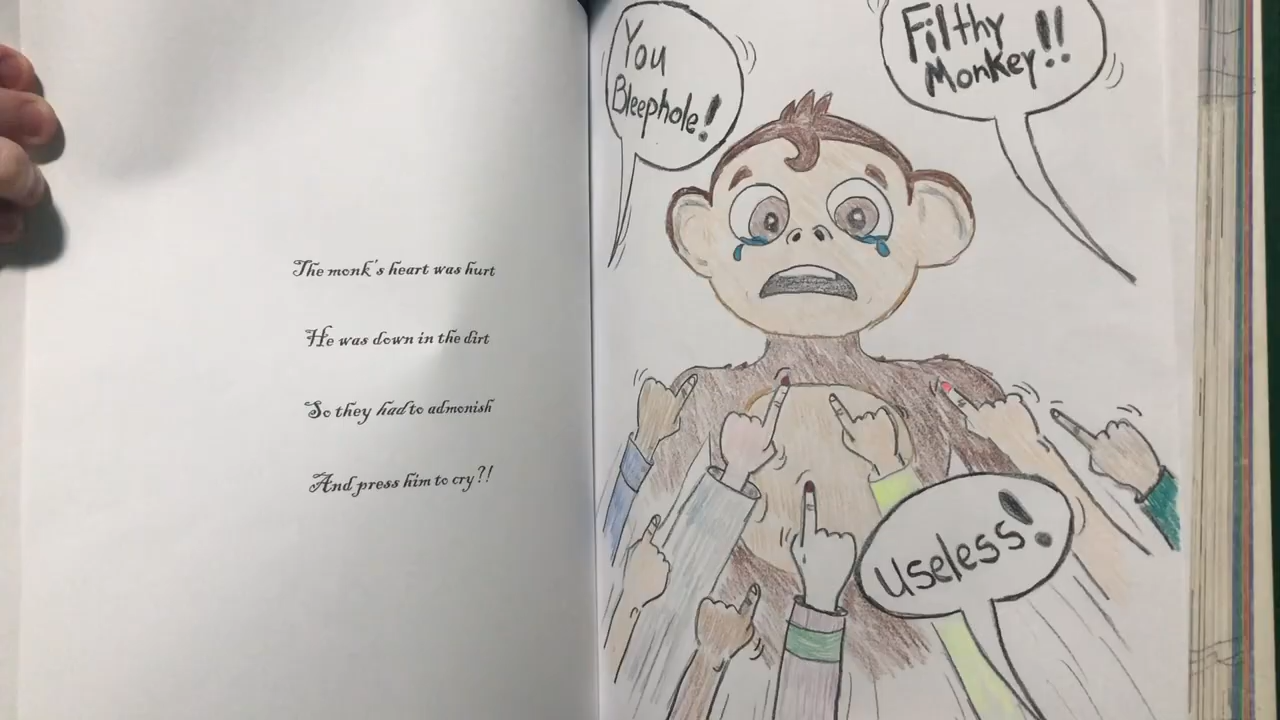 The monk's heart was hurt
He was down in the dirt
So they had to admonish
And press him to cry?!
You
Bleephole!
Filthy
Monkey!!
useless!